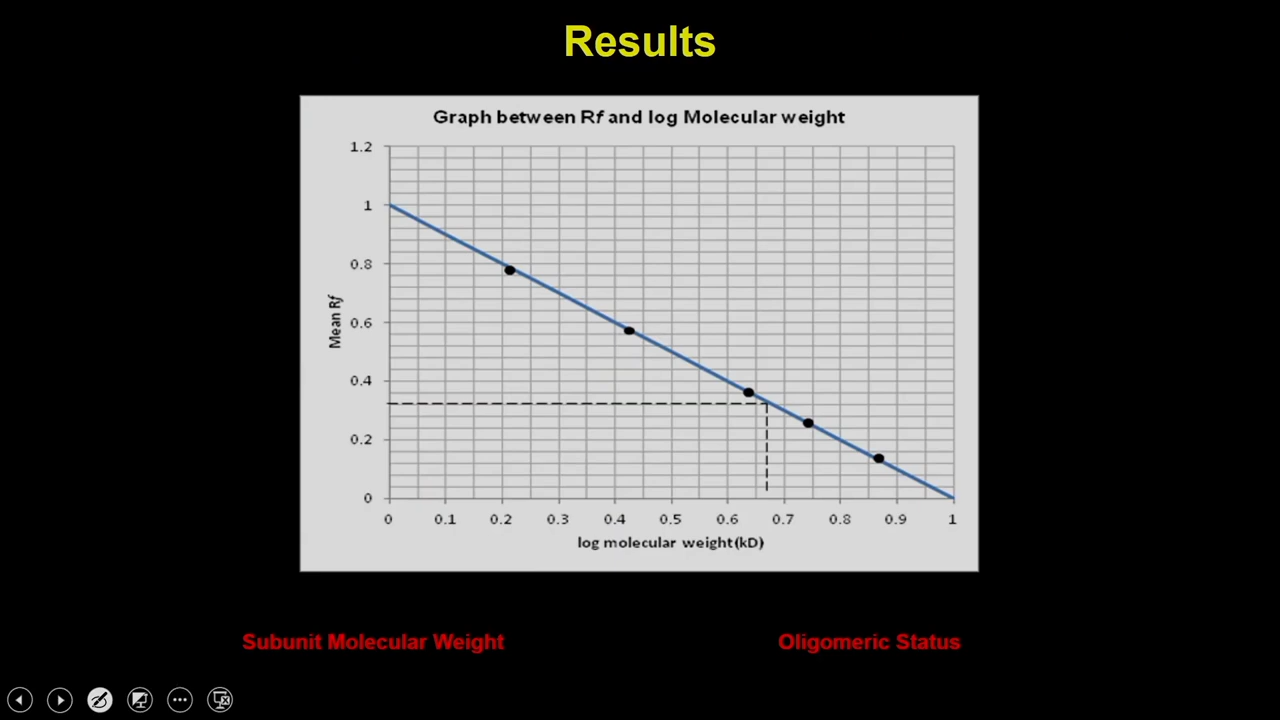 Results
Graph between Rf and log Molecular weight
1.2
1
0.8
0.6
0.4
0.2
0
Mean Rf
0 0.1 0.2 0.3 0.4 0.5 0.6 0.7 0.8 0.9 1
log molecular weight(kD)
Subunit Molecular Weight
Oligomeric Status